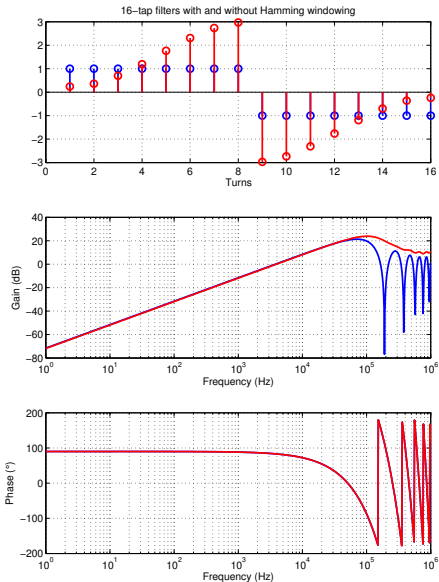 16-tap filters with and without Hamming windowing
3
2
1
0
−1
−2
−3
0 2 4 6 8 10 12 14 16
Turns
40
20
0
−20
−40
−60
−80
Gain (dB)
10^0 10^1 10^2 10^3 10^4 10^5 10^6
Frequency (Hz)
200
100
0
−100
−200
Phase (°)
10^0 10^1 10^2 10^3 10^4 10^5 10^6
Frequency (Hz)